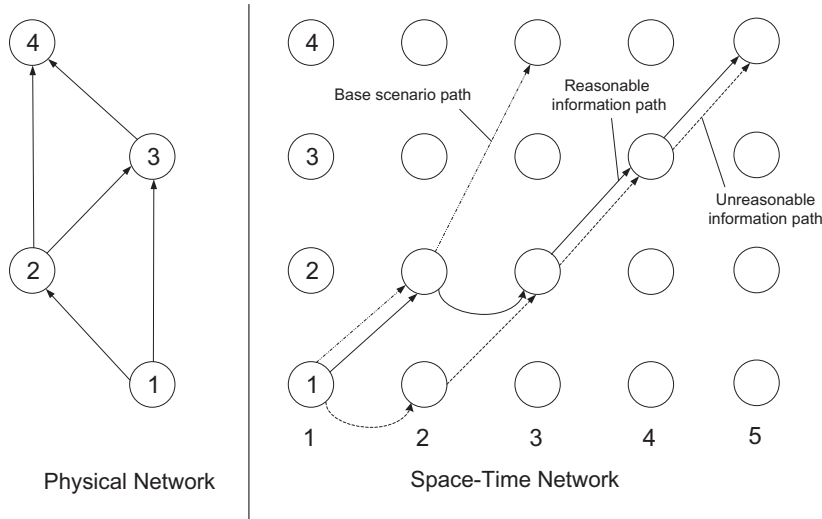 4
3
2
1
Physical Network
4
3
2
1
Base scenario path
Reasonable
information path
Unreasonable
information path
1 2 3 4 5
Space-Time Network